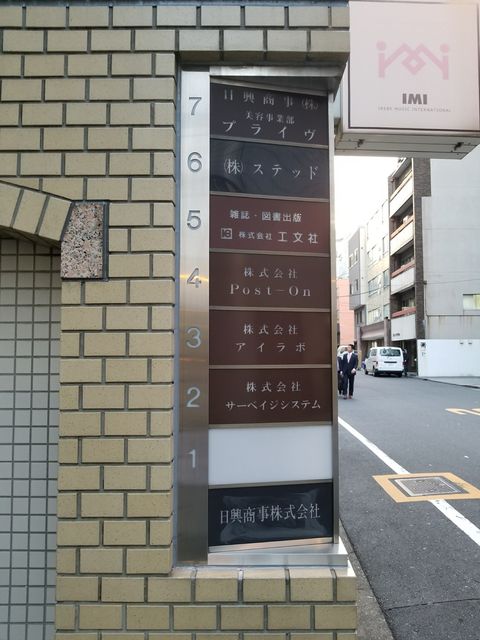 IMI
IKEBE MUSIC INTERNATIONAL
7
日興商事(株)
美容事業部
プライヴ
6
(株)ステッド
5
雑誌・図書出版
株式会社 工文社
4
株式会社
Post-On
3
株式会社
アイラボ
2
株式会社
サーベイジシステム
1
日興商事株式会社